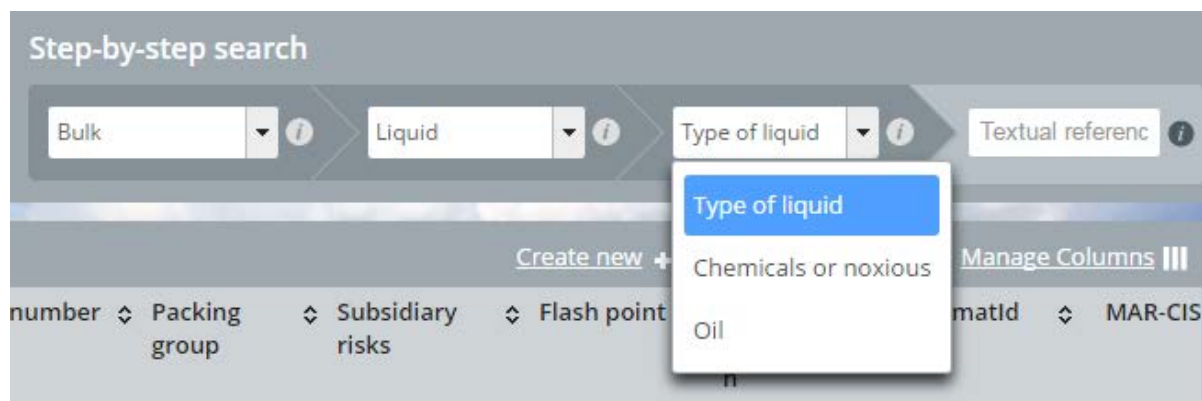 Step-by-step search
Bulk
Liquid
Type of liquid
Textual referenc
Type of liquid
Chemicals or noxious
Oil
Create new
Manage Columns
number
Packing group
Subsidiary risks
Flash point
matId
MAR-CIS
n